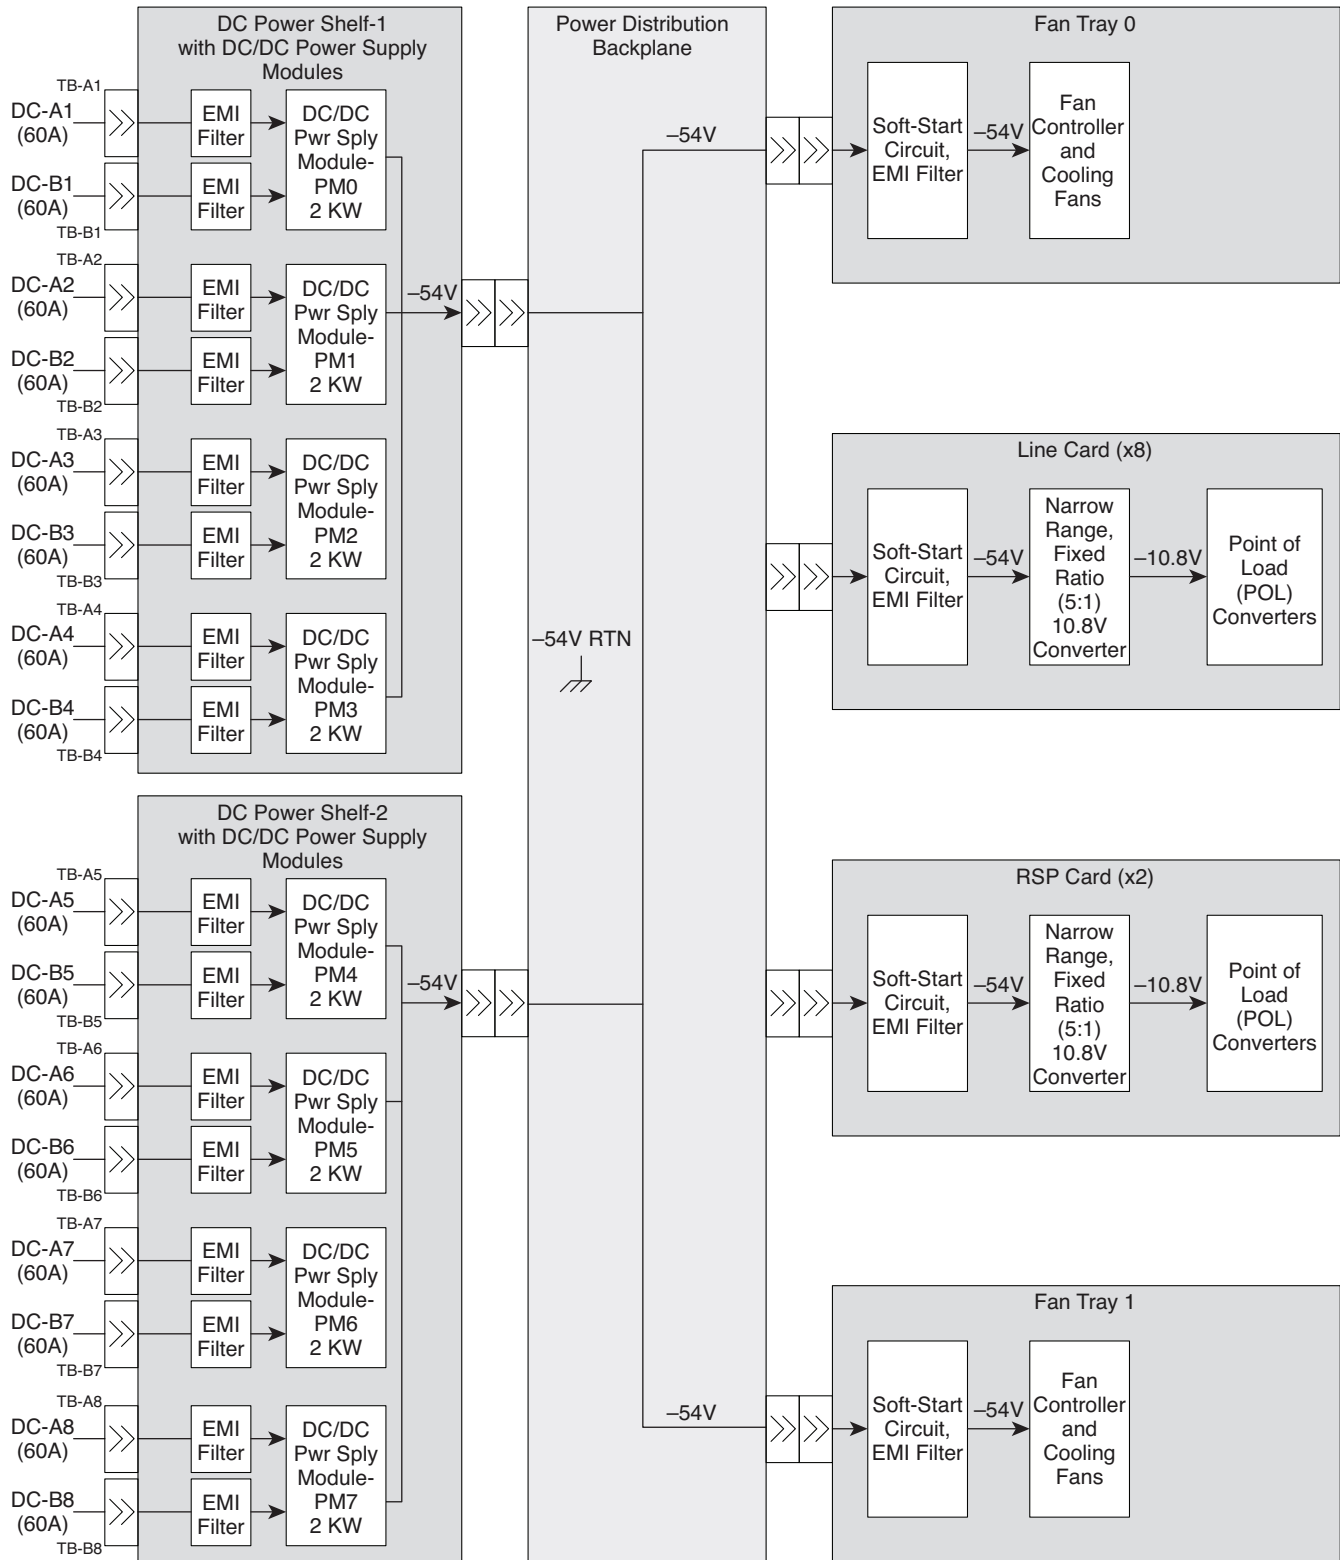 DC Power Shelf-1
with DC/DC Power Supply
Modules
TB-A1
DC-A1
(60A)
EMI
Filter
DC-B1
(60A)
TB-B1
EMI
Filter
DC/DC
Pwr Sply
Module-
PM0
2 KW
TB-A2
DC-A2
(60A)
EMI
Filter
DC-B2
(60A)
TB-B2
EMI
Filter
DC/DC
Pwr Sply
Module-
PM1
2 KW
–54V
TB-A3
DC-A3
(60A)
EMI
Filter
DC-B3
(60A)
TB-B3
EMI
Filter
DC/DC
Pwr Sply
Module-
PM2
2 KW
TB-A4
DC-A4
(60A)
EMI
Filter
DC-B4
(60A)
TB-B4
EMI
Filter
DC/DC
Pwr Sply
Module-
PM3
2 KW
DC Power Shelf-2
with DC/DC Power Supply
Modules
TB-A5
DC-A5
(60A)
EMI
Filter
DC-B5
(60A)
TB-B5
EMI
Filter
DC/DC
Pwr Sply
Module-
PM4
2 KW
–54V
TB-A6
DC-A6
(60A)
EMI
Filter
DC-B6
(60A)
TB-B6
EMI
Filter
DC/DC
Pwr Sply
Module-
PM5
2 KW
TB-A7
DC-A7
(60A)
EMI
Filter
DC-B7
(60A)
TB-B7
EMI
Filter
DC/DC
Pwr Sply
Module-
PM6
2 KW
TB-A8
DC-A8
(60A)
EMI
Filter
DC-B8
(60A)
TB-B8
EMI
Filter
DC/DC
Pwr Sply
Module-
PM7
2 KW
Power Distribution
Backplane
–54V
–54V RTN
–54V
Fan Tray 0
Soft-Start
Circuit,
EMI Filter
–54V
Fan
Controller
and
Cooling
Fans
Line Card (x8)
Soft-Start
Circuit,
EMI Filter
–54V
Narrow
Range,
Fixed
Ratio
(5:1)
10.8V
Converter
–10.8V
Point of
Load
(POL)
Converters
RSP Card (x2)
Soft-Start
Circuit,
EMI Filter
–54V
Narrow
Range,
Fixed
Ratio
(5:1)
10.8V
Converter
–10.8V
Point of
Load
(POL)
Converters
Fan Tray 1
Soft-Start
Circuit,
EMI Filter
–54V
Fan
Controller
and
Cooling
Fans